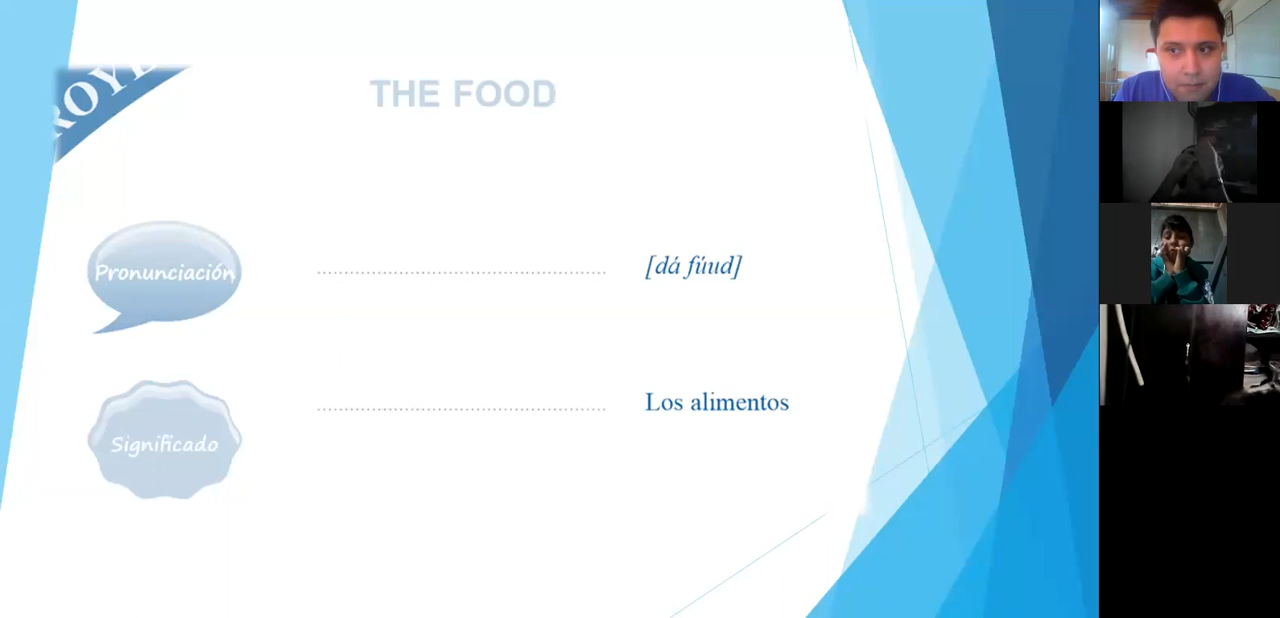 THE FOOD
Pronunciación
[dá fúud]
Los alimentos
Significado